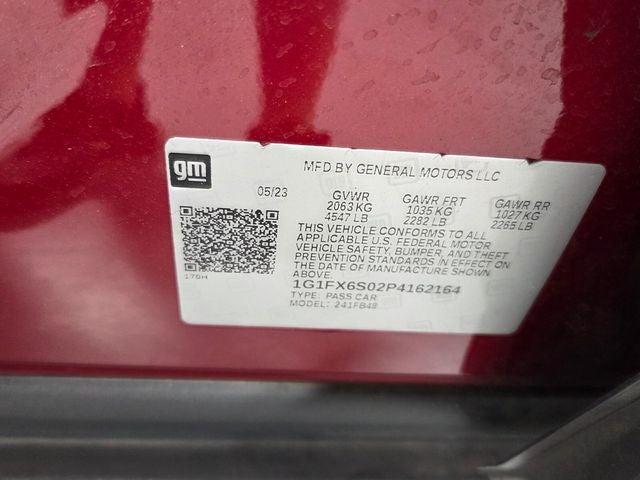 gm
MFD BY GENERAL MOTORS LLC
05/23 GVWR GAWR FRT GAWR RR
2063 KG 1035 KG 1027 KG
4547 LB 2282 LB 2265 LB
THIS VEHICLE CONFORMS TO ALL
APPLICABLE U.S. FEDERAL MOTOR
VEHICLE SAFETY, BUMPER, AND THEFT
PREVENTION STANDARDS IN EFFECT ON
THE DATE OF MANUFACTURE SHOWN
ABOVE.
1G1FX6S02P4162164
TYPE: PASS CAR
MODEL: 241FB48